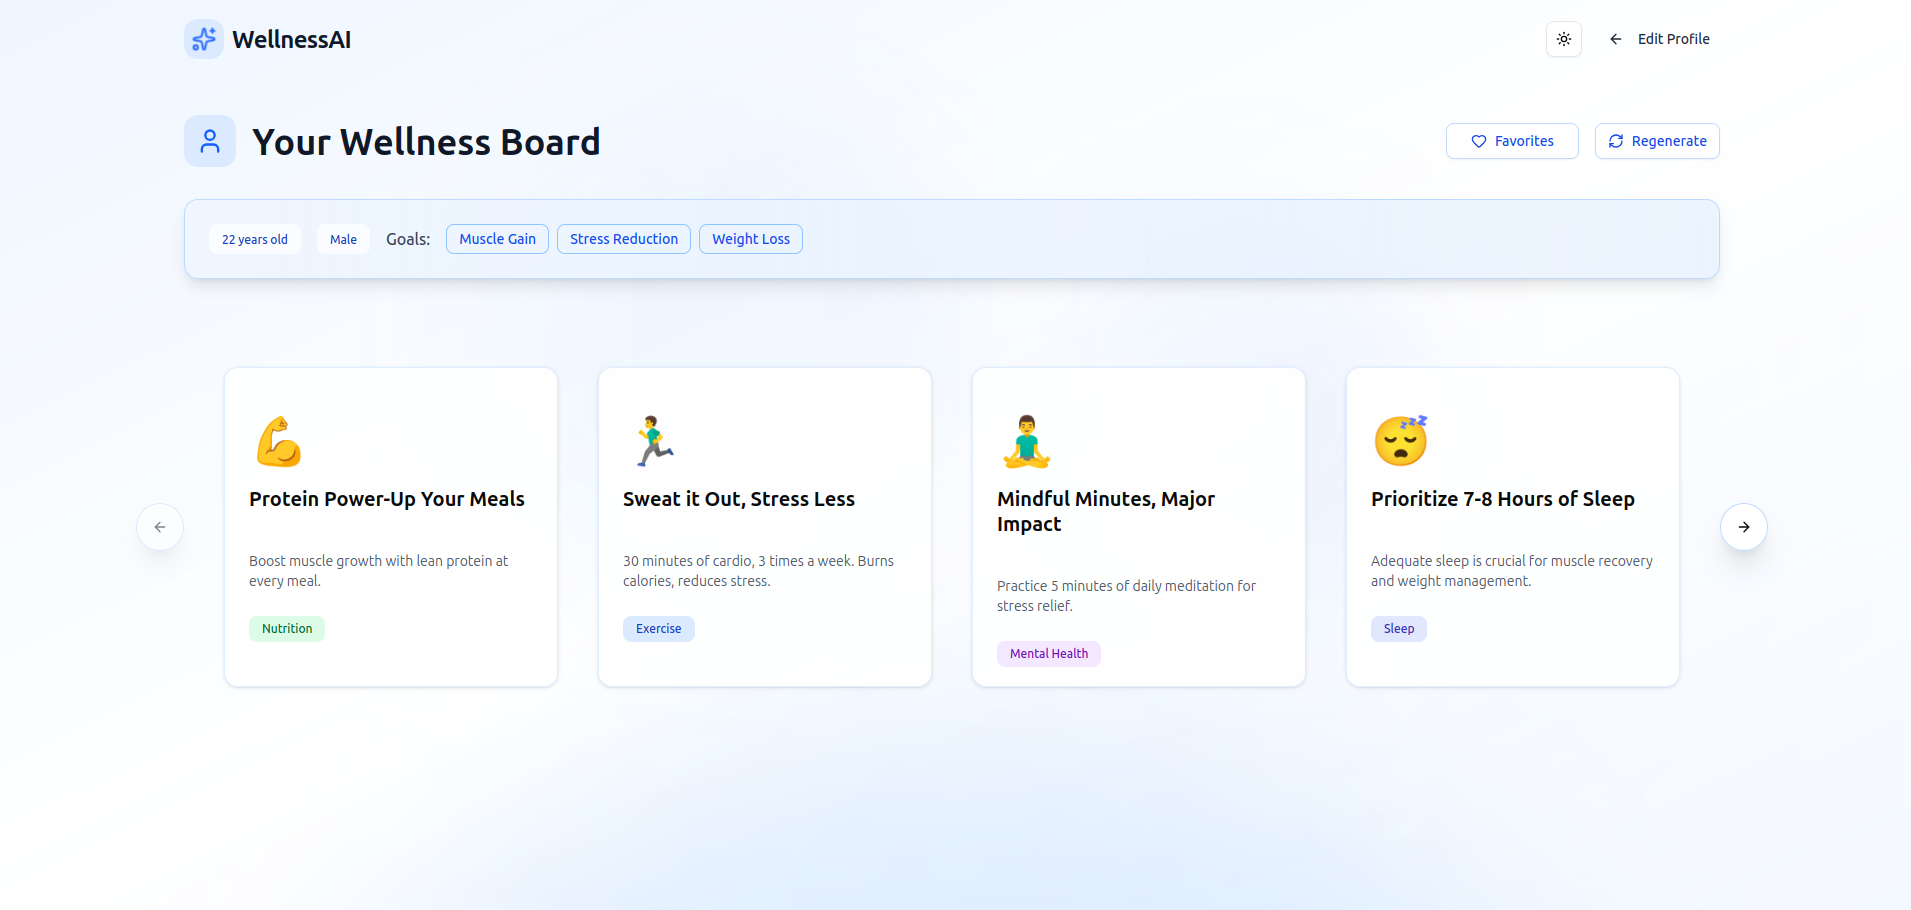 WellnessAI
Edit Profile
Your Wellness Board
Favorites
Regenerate
22 years old
Male
Goals:
Muscle Gain
Stress Reduction
Weight Loss
Protein Power-Up Your Meals
Boost muscle growth with lean protein at
every meal.
Nutrition
Sweat it Out, Stress Less
30 minutes of cardio, 3 times a week. Burns
calories, reduces stress.
Exercise
Mindful Minutes, Major
Impact
Practice 5 minutes of daily meditation for
stress relief.
Mental Health
Prioritize 7-8 Hours of Sleep
Adequate sleep is crucial for muscle recovery
and weight management.
Sleep